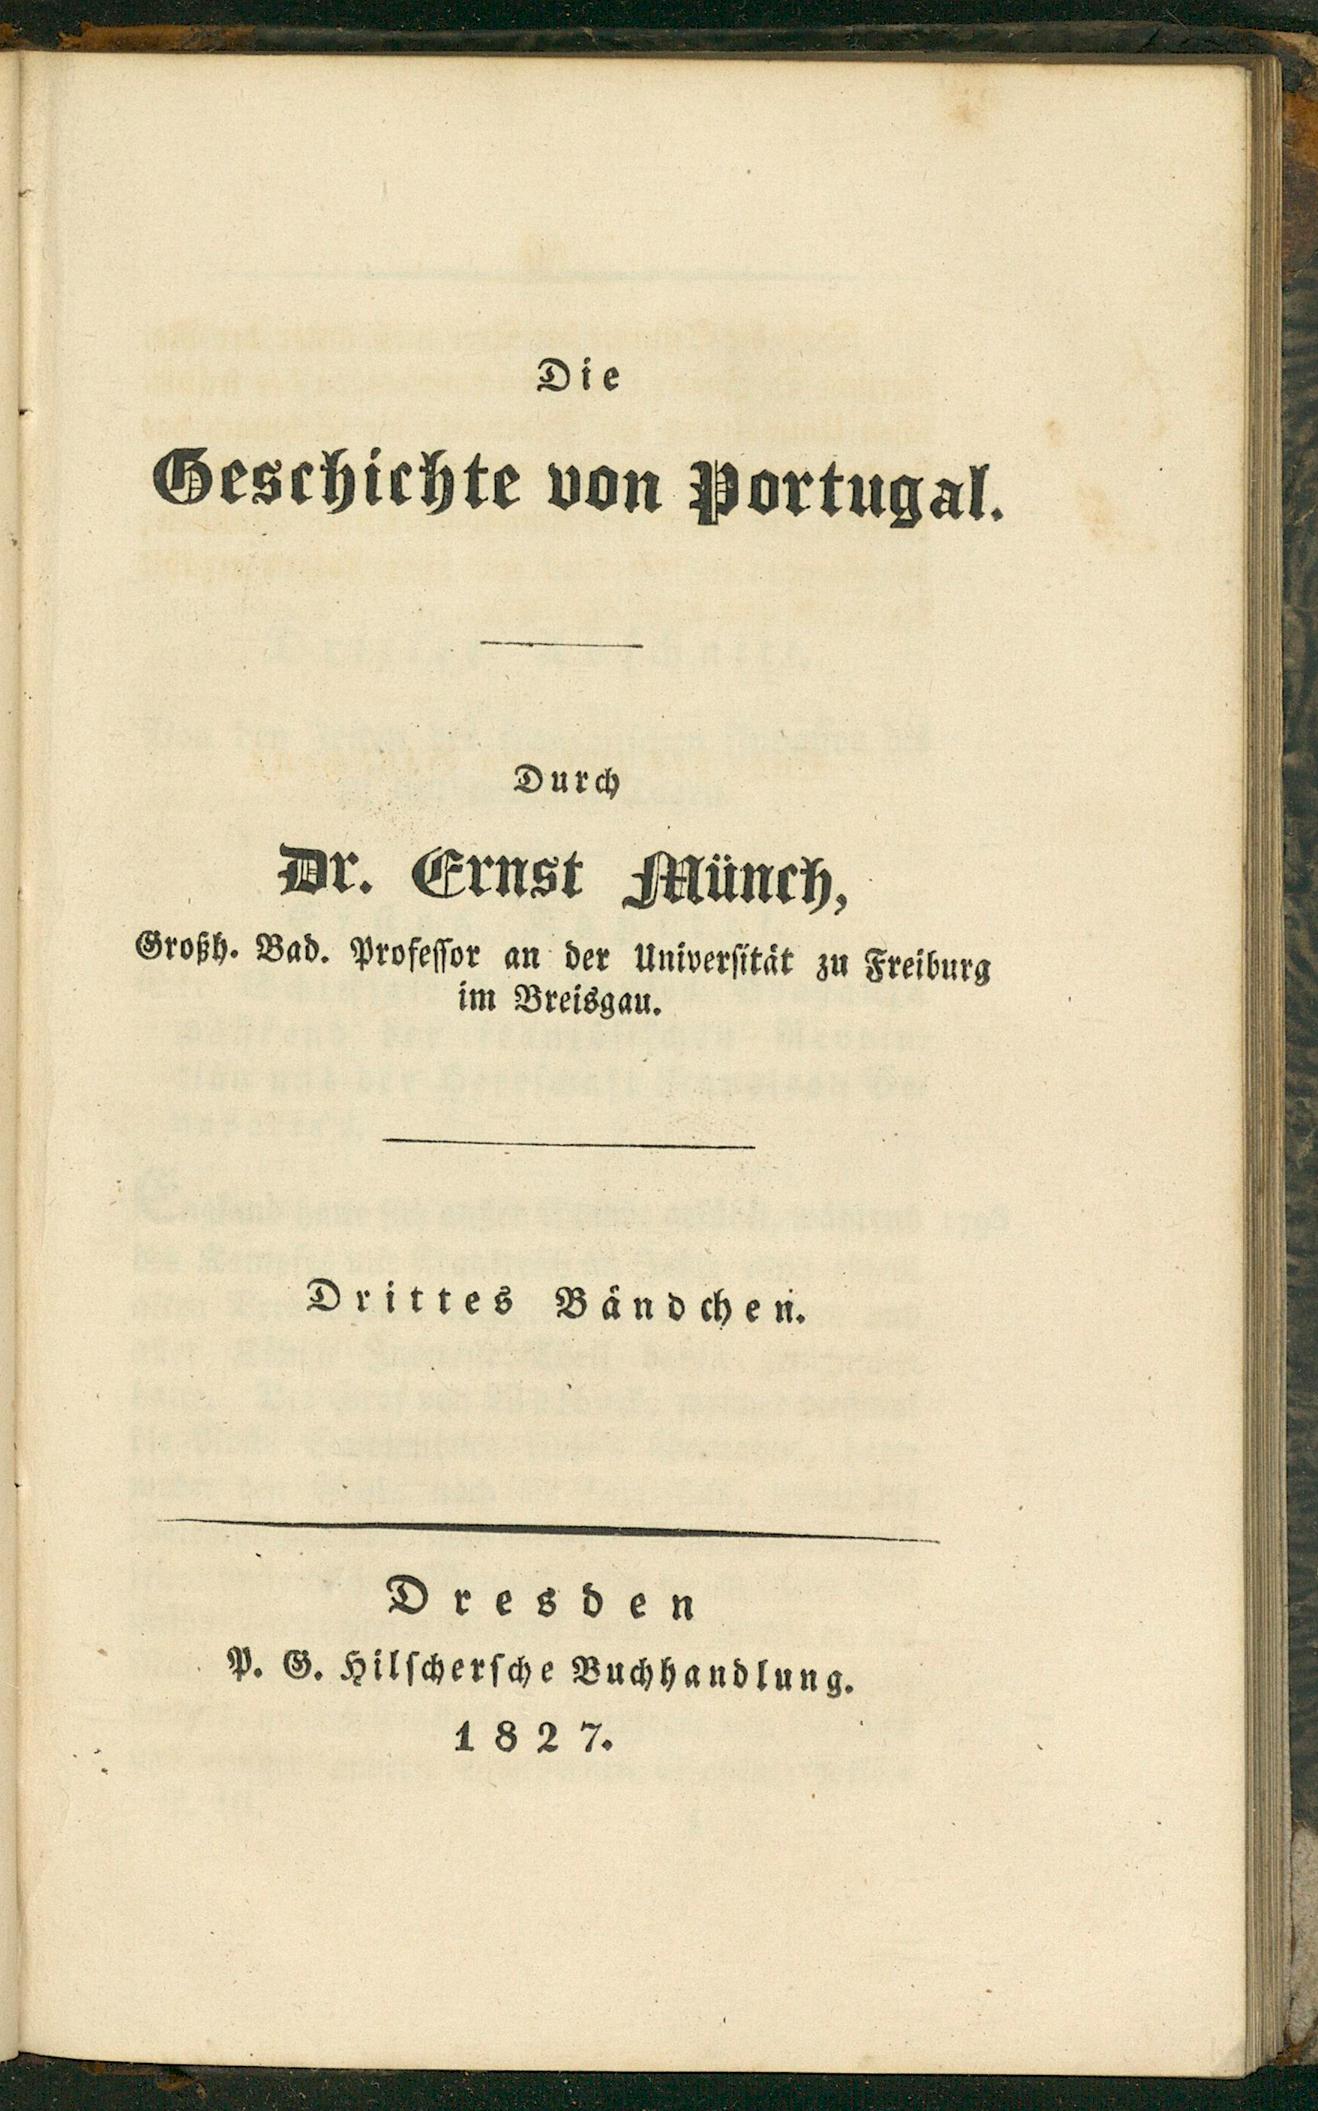 Die
Geschichte von Portugal.
Durch
Dr. Ernst Münch,
Großh. Bad. Professor an der Universität zu Freiburg
im Breisgau.
Drittes Bändchen.
Dresden
P. G. Hilschersche Buchhandlung.
1827.